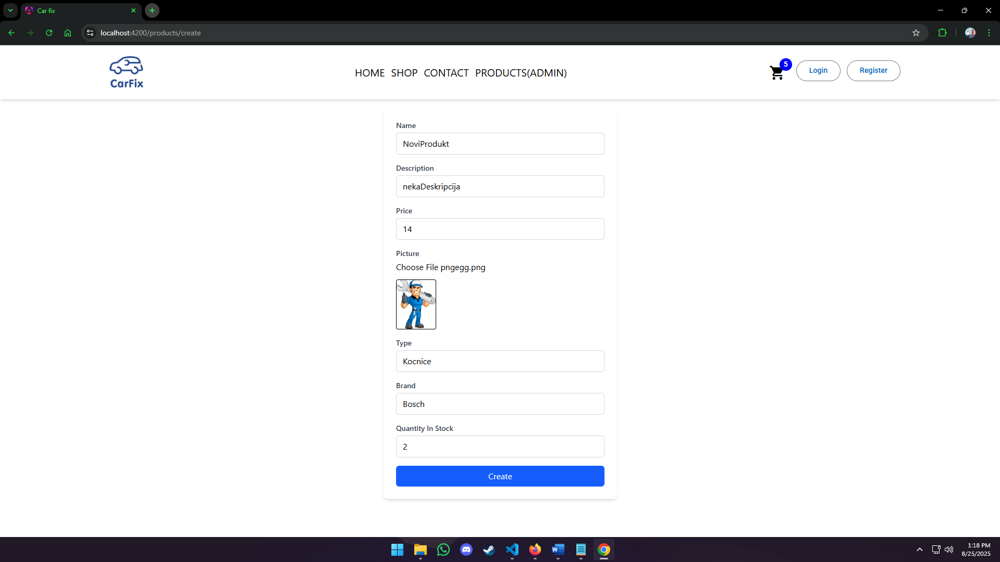 Car fix
localhost:4200/products/create
CarFix
HOME SHOP CONTACT PRODUCTS(ADMIN)
5
Login
Register
Name
NoviProdukt
Description
nekaDeskripcija
Price
14
Picture
Choose File pngegg.png
Type
Kocnice
Brand
Bosch
Quantity In Stock
2
Create
1:18 PM
8/25/2025